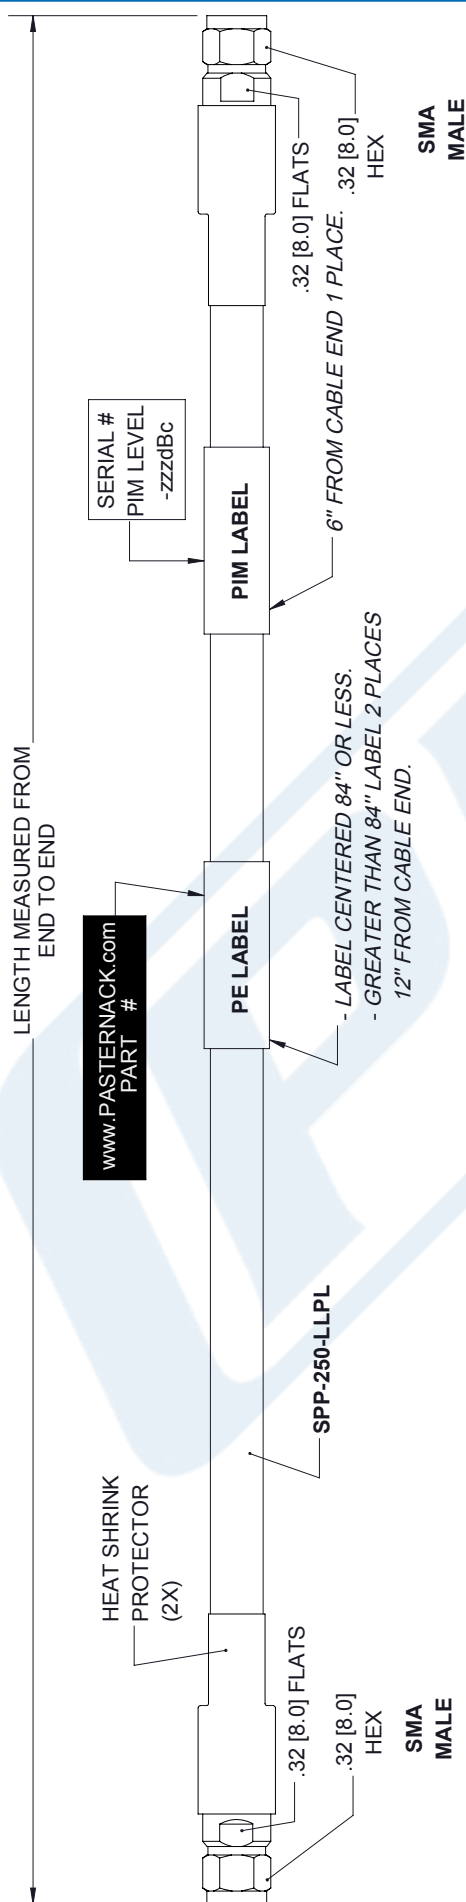 LENGTH MEASURED FROM
END TO END
HEAT SHRINK
PROTECTOR
(2X)
www.PASTERNACK.com
PART #
SERIAL #
PIM LEVEL
-zzzdBc
PE LABEL
PIM LABEL
.32 [8.0] FLATS
.32 [8.0]
HEX
SMA
MALE
SPP-250-LLPL
- LABEL CENTERED 84" OR LESS.
- GREATER THAN 84" LABEL 2 PLACES
12" FROM CABLE END.
6" FROM CABLE END 1 PLACE.
.32 [8.0] FLATS
.32 [8.0]
HEX
SMA
MALE